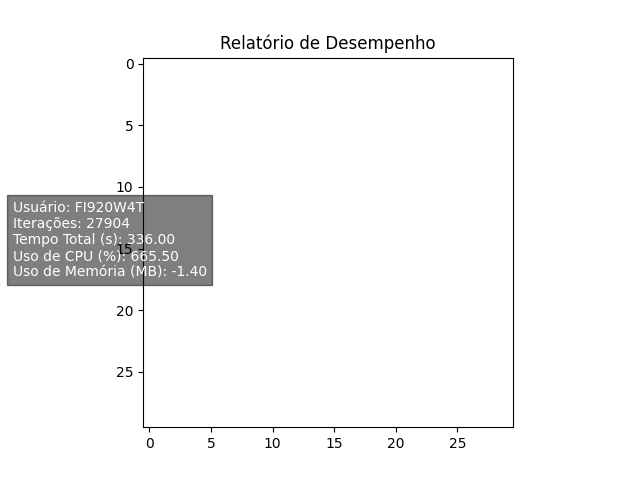 Relatório de Desempenho
0
5
10
Usuário: FI920W4T
Iterações: 27904
Tempo Total (s): 336.00
15
Uso de CPU (%): 665.50
Uso de Memória (MB): -1.40
20
25
0 5 10 15 20 25